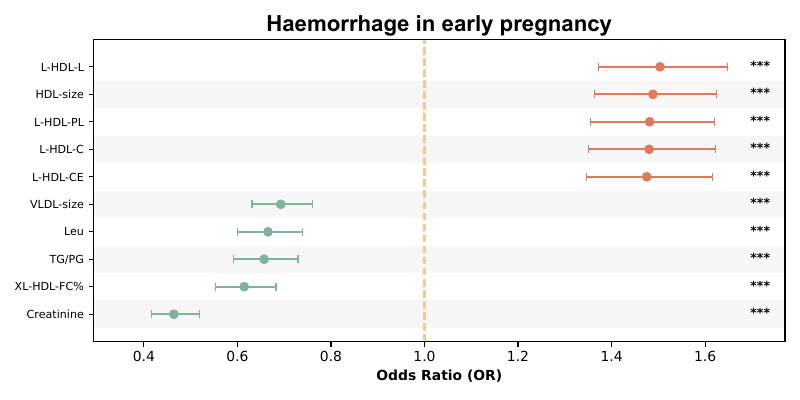 Haemorrhage in early pregnancy
L-HDL-L ***
HDL-size ***
L-HDL-PL ***
L-HDL-C ***
L-HDL-CE ***
VLDL-size ***
Leu ***
TG/PG ***
XL-HDL-FC% ***
Creatinine ***
0.4 0.6 0.8 1.0 1.2 1.4 1.6
Odds Ratio (OR)